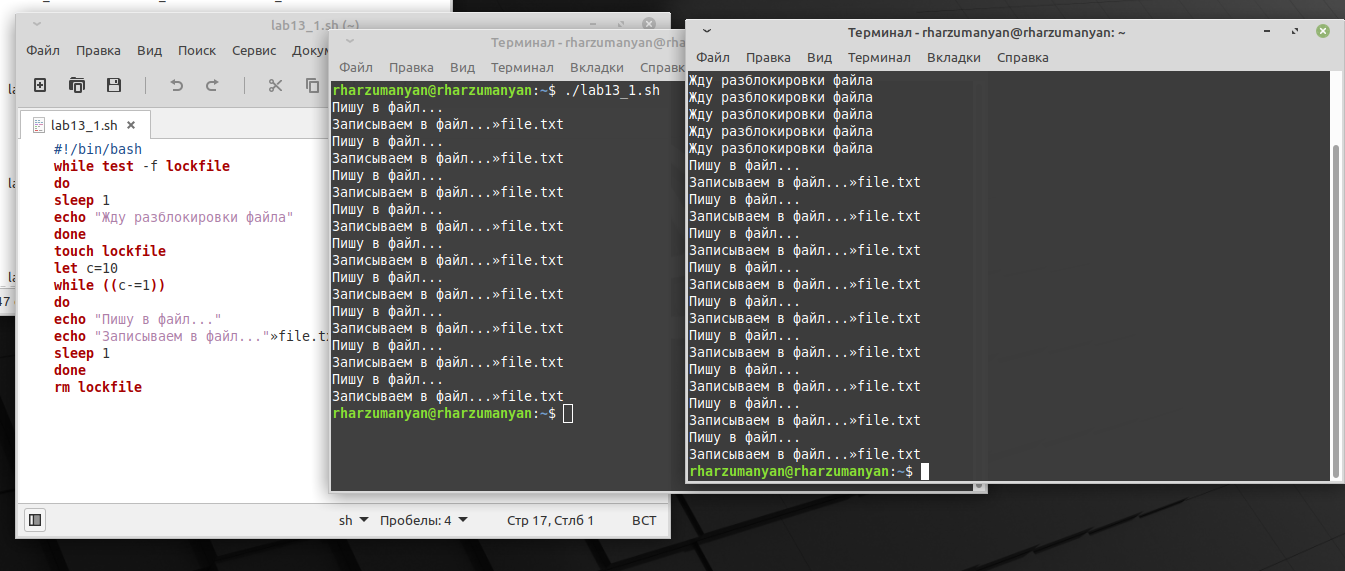 lab13_1.sh (~)
Файл Правка Вид Поиск Сервис
lab13_1.sh
#!/bin/bash
while test -f lockfile
do
sleep 1
echo "Жду разблокировки файла"
done
touch lockfile
let c=10
while ((c-=1))
do
echo "Пишу в файл..."
echo "Записываем в файл..."»file.t
sleep 1
done
rm lockfile
sh Пробелы: 4 Стр 17, Стлб 1 ВСТ
Терминал - rharzumanyan@rha
Файл Правка Вид Терминал Вкладки Справк
rharzumanyan@rharzumanyan:~$ ./lab13_1.sh
Пишу в файл...
Записываем в файл...»file.txt
Пишу в файл...
Записываем в файл...»file.txt
Пишу в файл...
Записываем в файл...»file.txt
Пишу в файл...
Записываем в файл...»file.txt
Пишу в файл...
Записываем в файл...»file.txt
Пишу в файл...
Записываем в файл...»file.txt
Пишу в файл...
Записываем в файл...»file.txt
Пишу в файл...
Записываем в файл...»file.txt
Пишу в файл...
Записываем в файл...»file.txt
rharzumanyan@rharzumanyan:~$
Терминал - rharzumanyan@rharzumanyan: ~
Файл Правка Вид Терминал Вкладки Справка
Жду разблокировки файла
Жду разблокировки файла
Жду разблокировки файла
Жду разблокировки файла
Жду разблокировки файла
Пишу в файл...
Записываем в файл...»file.txt
Пишу в файл...
Записываем в файл...»file.txt
Пишу в файл...
Записываем в файл...»file.txt
Пишу в файл...
Записываем в файл...»file.txt
Пишу в файл...
Записываем в файл...»file.txt
Пишу в файл...
Записываем в файл...»file.txt
Пишу в файл...
Записываем в файл...»file.txt
Пишу в файл...
Записываем в файл...»file.txt
Пишу в файл...
Записываем в файл...»file.txt
rharzumanyan@rharzumanyan:~$